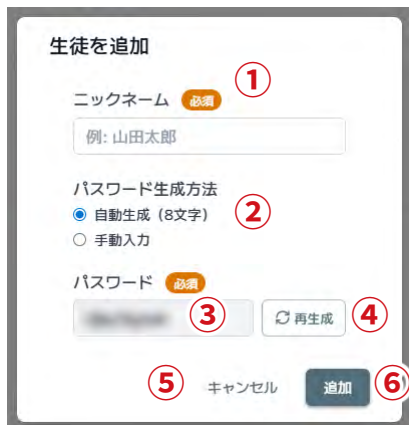 生徒を追加
①
ニックネーム 必須
例: 山田太郎
パスワード生成方法
自動生成（8文字） ②
手動入力
パスワード 必須
③ 再生成 ④
⑤ キャンセル 追加 ⑥